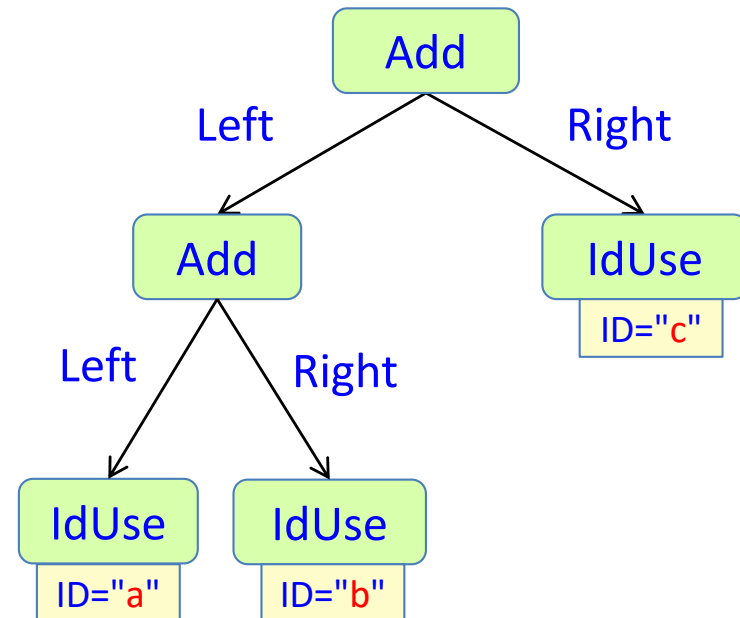 Add
Left
Right
Add
IdUse
ID="c"
Left
Right
IdUse
IdUse
ID="a"
ID="b"